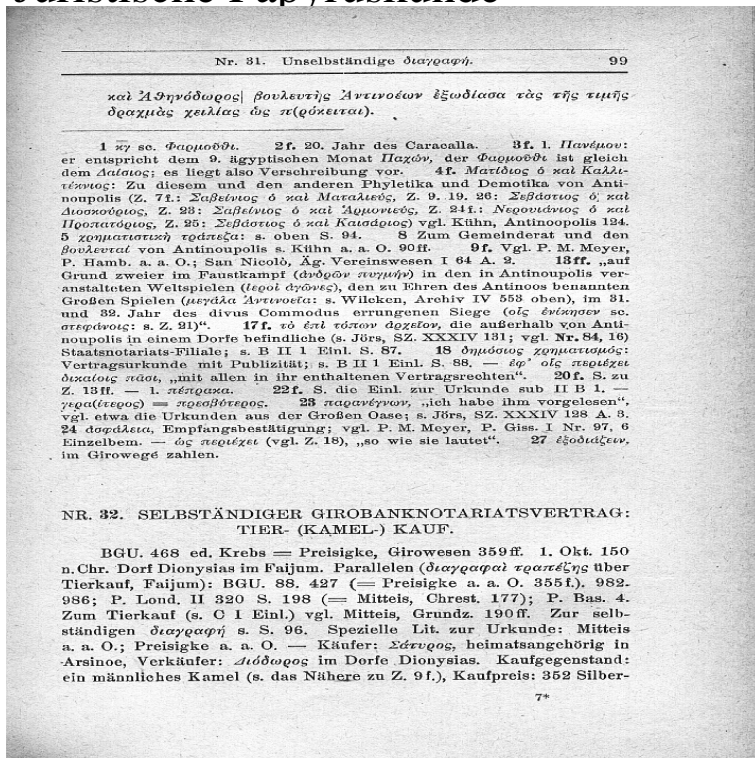 Juristische Papyruskunde
Nr. 31. Unselbständige διαγραφή. 99
καὶ Ἀθηνόδωρος| βουλευτὴς Ἀντινοέων ἐξωδίασα τὰς τῆς τιμῆς
δραχμὰς χειλίας ὡς π(ρόκειται).
1 κγ sc. Φαρμοῦθι. 2f. 20. Jahr des Caracalla. 3f. l. Πανέμου:
er entspricht dem 9. ägyptischen Monat Παχών, der Φαρμοῦθι ist gleich
dem Δαίσιος; es liegt also Verschreibung vor. 4f. Ματίδιος ὁ καὶ Καλλι-
τέκνιος: Zu diesem und den anderen Phyletika und Demotika von Anti-
noupolis (Z. 7f.: Σαβείνιος ὁ καὶ Ματαλιεύς, Z. 9. 19. 26: Σεβάστιος ὁ καὶ
Διοσκούριος, Z. 23: Σαβείνιος ὁ καὶ Ἁρμονιεύς, Z. 24f.: Νερουιάνιος ὁ καὶ
Προπατόριος, Z. 25: Σεβάστιος ὁ καὶ Καισάριος) vgl. Kühn, Antinoopolis 124.
5 χρηματιστικὴ τράπεζα: s. oben S. 94. 8 Zum Gemeinderat und den
βουλευταί von Antinoupolis s. Kühn a. a. O. 90ff. 9f. Vgl. P. M. Meyer,
P. Hamb. a. a. O.; San Nicolò, Äg. Vereinswesen I 64 A. 2. 13ff. „auf
Grund zweier im Faustkampf (ἀνδρῶν πυγμήν) in den in Antinoupolis ver-
anstalteten Weltspielen (ἱεροὶ ἀγῶνες), den zu Ehren des Antinoos benannten
Großen Spielen (μεγάλα Ἀντινοεῖα: s. Wilcken, Archiv IV 553 oben), im 31.
und 32. Jahr des divus Commodus errungenen Siege (οἷς ἐνίκησεν sc.
στεφάνοις: s. Z. 21)“. 17f. τὸ ἐπὶ τόπων ἀρχεῖον, die außerhalb von Anti-
noupolis in einem Dorfe befindliche (s. Jörs, SZ. XXXIV 131; vgl. Nr. 84, 16)
Staatsnotariats-Filiale; s. B II 1 Einl. S. 87. 18 δημόσιος χρηματισμός:
Vertragsurkunde mit Publizität; s. B II 1 Einl. S. 88. — ἐφ’ οἷς περιέχει
δικαίοις πᾶσι, „mit allen in ihr enthaltenen Vertragsrechten“. 20f. S. zu
Z. 13ff. — l. πέπρακα. 22f. S. die Einl. zur Urkunde sub II B 1. —
γερα(ίτερος) = πρεσβύτερος. 23 παρανέγνων, „ich habe ihm vorgelesen“,
vgl. etwa die Urkunden aus der Großen Oase; s. Jörs, SZ. XXXIV 128 A. 3.
24 ἀσφάλεια, Empfangsbestätigung; vgl. P. M. Meyer, P. Giss. I Nr. 97, 6
Einzelbem. — ὡς περιέχει (vgl. Z. 18), „so wie sie lautet“. 27 ἐξοδιάζειν,
im Girowege zahlen.
NR. 32. SELBSTÄNDIGER GIROBANKNOTARIATSVERTRAG:
TIER- (KAMEL-) KAUF.
BGU. 468 ed. Krebs = Preisigke, Girowesen 359ff. 1. Okt. 150
n. Chr. Dorf Dionysias im Faijum. Parallelen (διαγραφαὶ τραπέζης über
Tierkauf, Faijum): BGU. 88. 427 (= Preisigke a. a. O. 355f.). 982-
986; P. Lond. II 320 S. 198 (= Mitteis, Chrest. 177); P. Bas. 4.
Zum Tierkauf (s. C I Einl.) vgl. Mitteis, Grundz. 190ff. Zur selb-
ständigen διαγραφή s. S. 96. Spezielle Lit. zur Urkunde: Mitteis
a. a. O.; Preisigke a. a. O. — Käufer: Σάτυρος, heimatsangehörig in
Arsinoe, Verkäufer: Διόδωρος im Dorfe Dionysias. Kaufgegenstand:
ein männliches Kamel (s. das Nähere zu Z. 9f.), Kaufpreis: 352 Silber-
7*